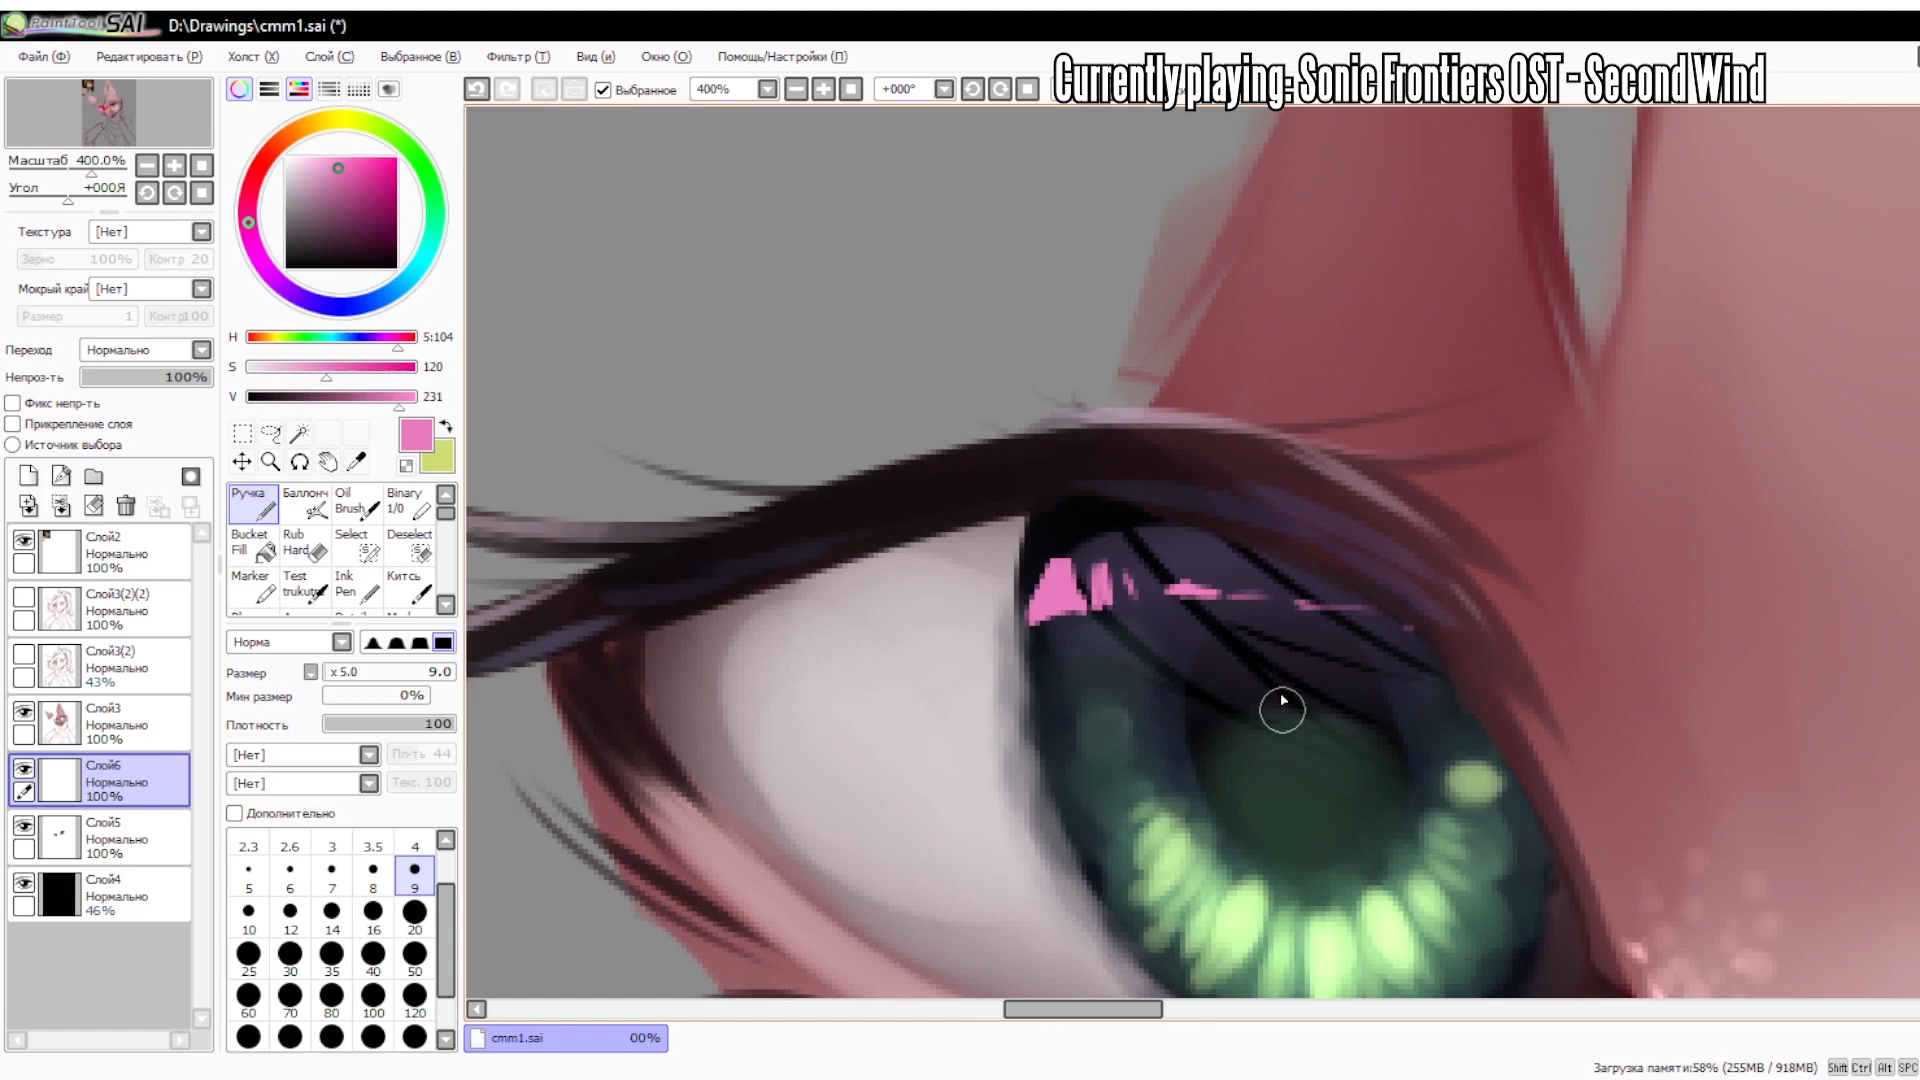 PaintTool SAI D:\Drawings\cmm1.sai (*)
Файл (Ф) Редактировать (Р) Холст (X) Слой (С) Выбранное (В) Фильтр (Т) Вид (и) Окно (О) Помощь/Настройки (П)
Currently playing: Sonic Frontiers OST - Second Wind
Выбранное 400% +000°
Масштаб 400.0%
Угол +000Я
Текстура [Нет]
Зерно 100% Контр 20
Мокрый край [Нет]
Размер 1 Контр 100
Переход Нормально
Непроз-ть 100%
Фикс непр-ть
Прикрепление слоя
Источник выбора
Слой2
Нормально
100%
Слой3(2)(2)
Нормально
100%
Слой3(2)
Нормально
43%
Слой3
Нормально
100%
Слой6
Нормально
100%
Слой5
Нормально
100%
Слой4
Нормально
46%
H 5:104
S 120
V 231
Ручка Баллонч Oil Brush Binary 1/0
Bucket Fill Rub Hard Select Deselect
Marker Test trukutu Ink Pen Кисть
Норма
Размер x 5.0 9.0
Мин размер 0%
Плотность 100
[Нет] Пл-ть 44
[Нет] Текс. 100
Дополнительно
2.3 2.6 3 3.5 4
5 6 7 8 9
10 12 14 16 20
25 30 35 40 50
60 70 80 100 120
cmm1.sai 00%
Загрузка памяти:58% (255MB / 918MB) Shift Ctrl Alt SPC